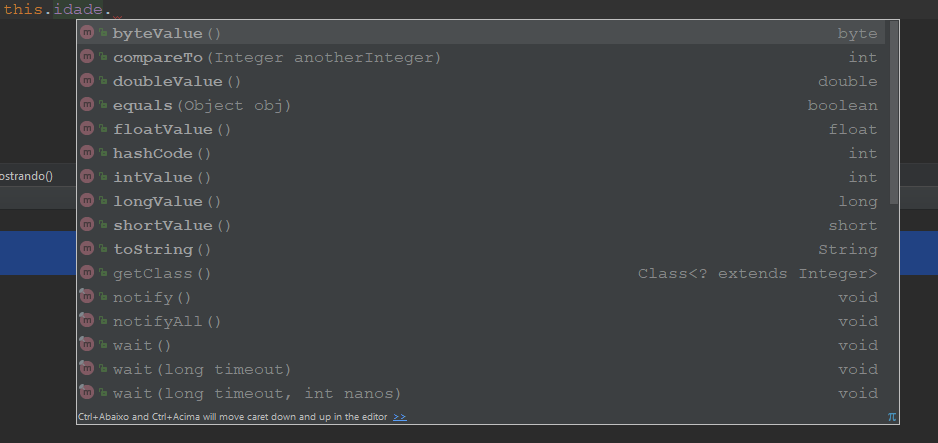 this.idade.
byteValue() byte
compareTo(Integer anotherInteger) int
doubleValue() double
equals(Object obj) boolean
floatValue() float
hashCode() int
intValue() int
longValue() long
shortValue() short
toString() String
getClass() Class<? extends Integer>
notify() void
notifyAll() void
wait() void
wait(long timeout) void
wait(long timeout, int nanos) void
Ctrl+Abaixo and Ctrl+Acima will move caret down and up in the editor >> π
ostrando()